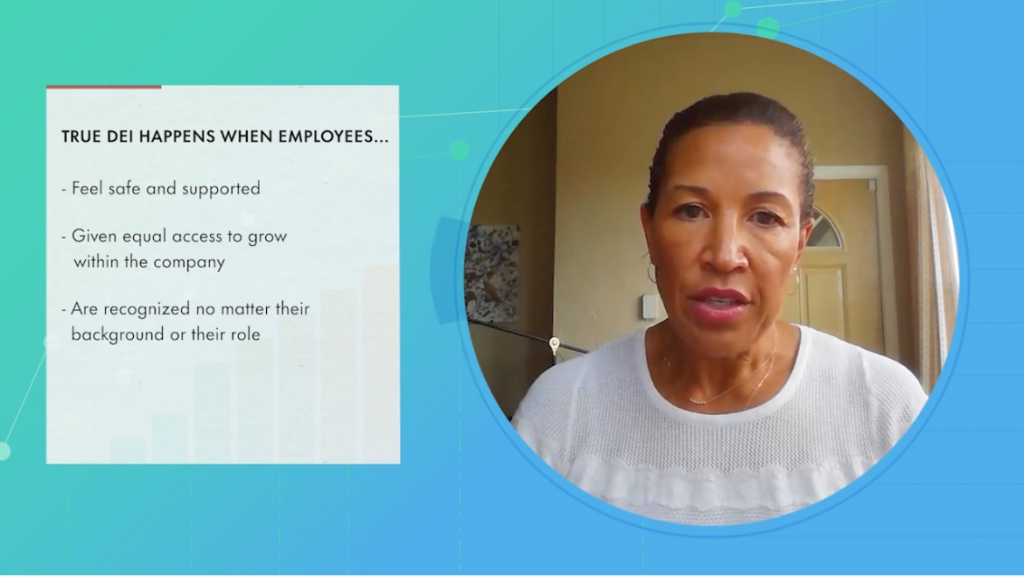 TRUE DEI HAPPENS WHEN EMPLOYEES...
- Feel safe and supported
- Given equal access to grow
within the company
- Are recognized no matter their
background or their role